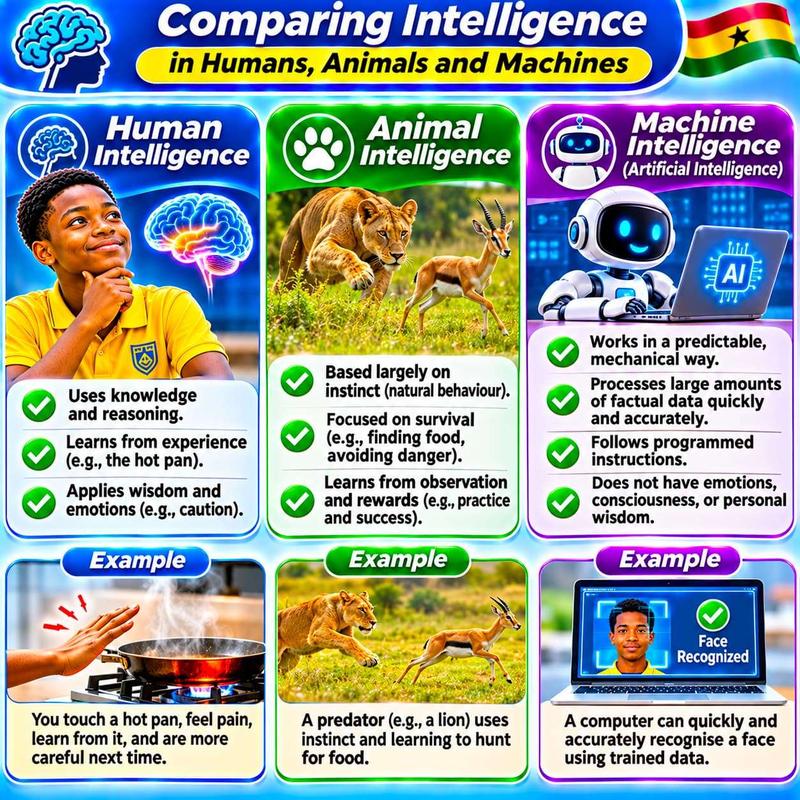 Comparing Intelligence
in Humans, Animals and Machines
Human
Intelligence
Uses knowledge
and reasoning.
Learns from experience
(e.g., the hot pan).
Applies wisdom and
emotions (e.g., caution).
Animal
Intelligence
Based largely on
instinct (natural behaviour).
Focused on survival
(e.g., finding food,
avoiding danger).
Learns from observation
and rewards (e.g., practice
and success).
Machine
Intelligence
(Artificial Intelligence)
AI
Works in a predictable,
mechanical way.
Processes large amounts
of factual data quickly
and accurately.
Follows programmed
instructions.
Does not have emotions,
consciousness, or personal
wisdom.
Example
You touch a hot pan, feel pain,
learn from it, and are more
careful next time.
Example
A predator (e.g., a lion) uses
instinct and learning to hunt
for food.
Example
Face
Recognized
A computer can quickly and
accurately recognise a face
using trained data.